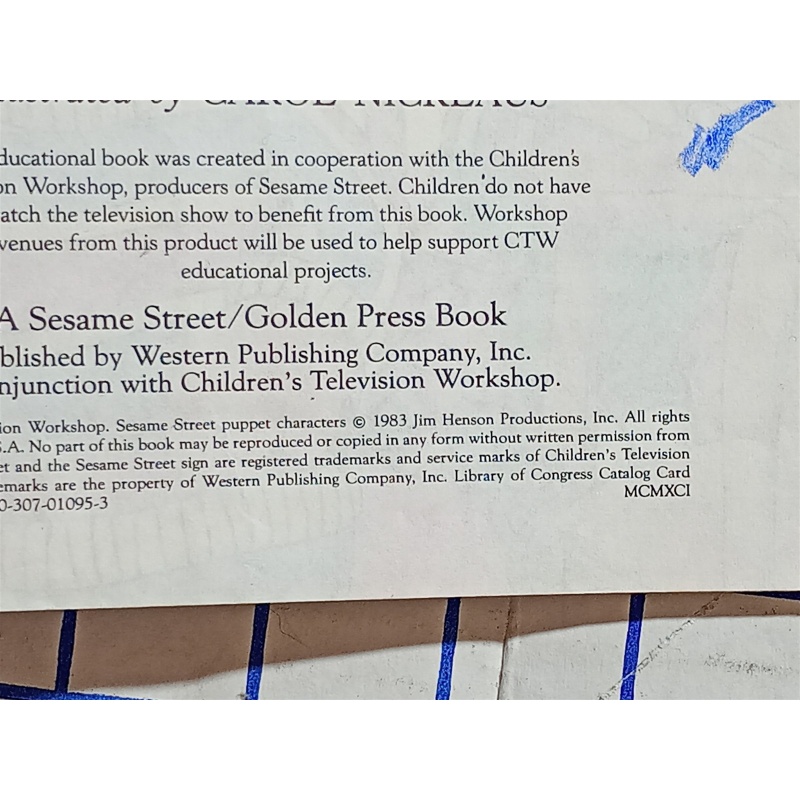 by CAROL NICKLAUS
ducational book was created in cooperation with the Children's
on Workshop, producers of Sesame Street. Children do not have
atch the television show to benefit from this book. Workshop
venues from this product will be used to help support CTW
educational projects.
A Sesame Street/Golden Press Book
blished by Western Publishing Company, Inc.
njunction with Children's Television Workshop.
ion Workshop. Sesame Street puppet characters © 1983 Jim Henson Productions, Inc. All rights
S.A. No part of this book may be reproduced or copied in any form without written permission from
et and the Sesame Street sign are registered trademarks and service marks of Children's Television
emarks are the property of Western Publishing Company, Inc. Library of Congress Catalog Card
0-307-01095-3 MCMXCI